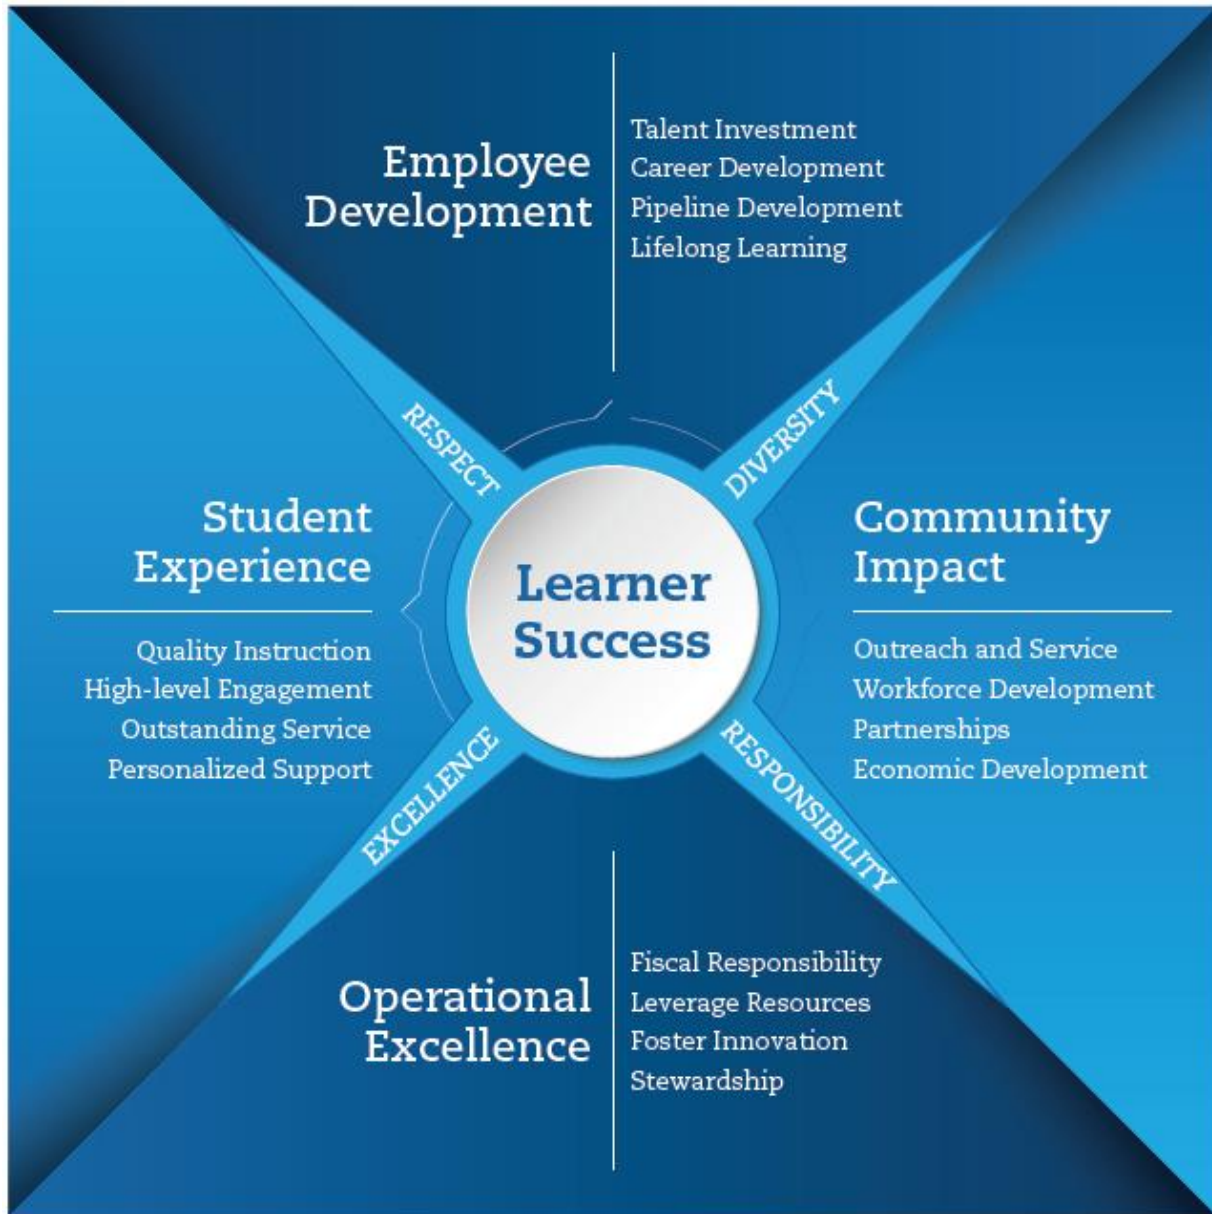 Employee
Development
Talent Investment
Career Development
Pipeline Development
Lifelong Learning
RESPECT
DIVERSITY
Student
Experience
Quality Instruction
High-level Engagement
Outstanding Service
Personalized Support
Learner
Success
Community
Impact
Outreach and Service
Workforce Development
Partnerships
Economic Development
EXCELLENCE
RESPONSIBILITY
Operational
Excellence
Fiscal Responsibility
Leverage Resources
Foster Innovation
Stewardship